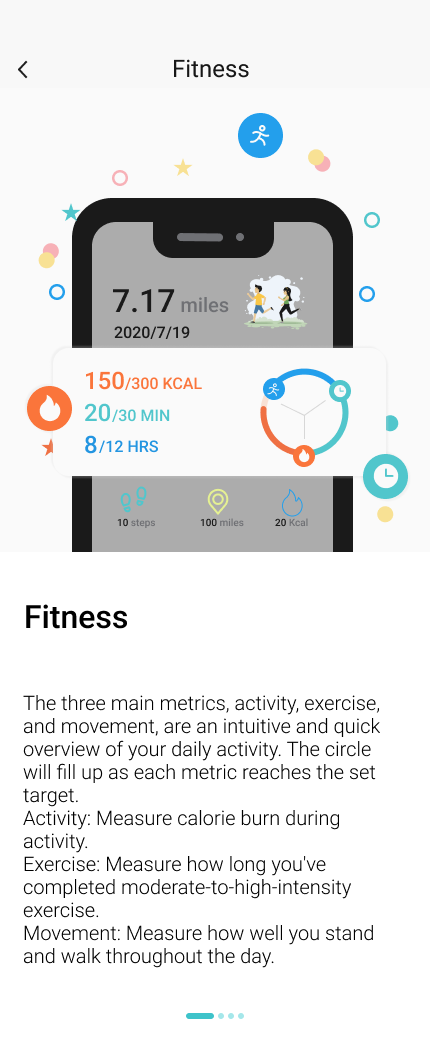 Fitness
7.17 miles
2020/7/19
150/300 KCAL
20/30 MIN
8/12 HRS
10 steps
100 miles
20 Kcal
Fitness
The three main metrics, activity, exercise,
and movement, are an intuitive and quick
overview of your daily activity. The circle
will fill up as each metric reaches the set
target.
Activity: Measure calorie burn during
activity.
Exercise: Measure how long you've
completed moderate-to-high-intensity
exercise.
Movement: Measure how well you stand
and walk throughout the day.